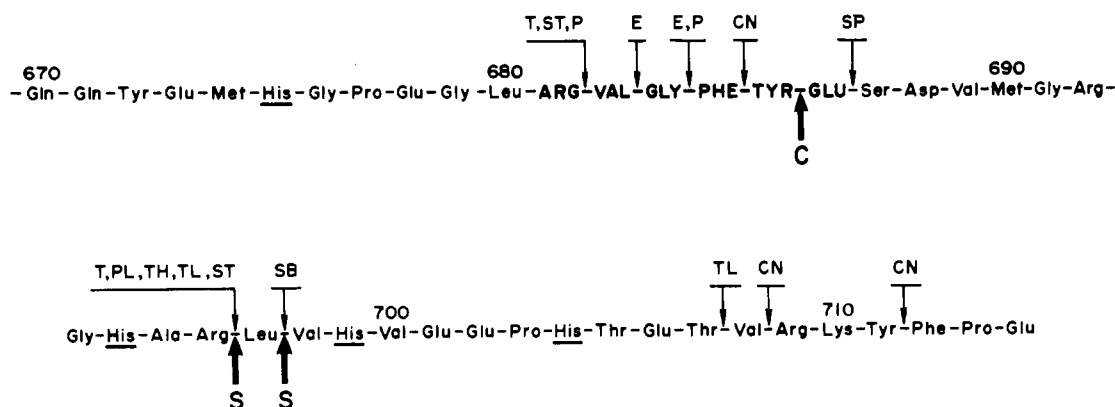 T,ST,P E E,P CN SP
670 680 690
-Gln-Gln-Tyr-Glu-Met-His-Gly-Pro-Glu-Gly-Leu-ARG-VAL-GLY-PHE-TYR-GLU-Ser-Asp-Val-Met-Gly-Arg-
C
T,PL,TH,TL,ST SB TL CN CN
700 710
Gly-His-Ala-Arg-Leu-Val-His-Val-Glu-Glu-Pro-His-Thr-Glu-Thr-Val-Arg-Lys-Tyr-Phe-Pro-Glu
S S